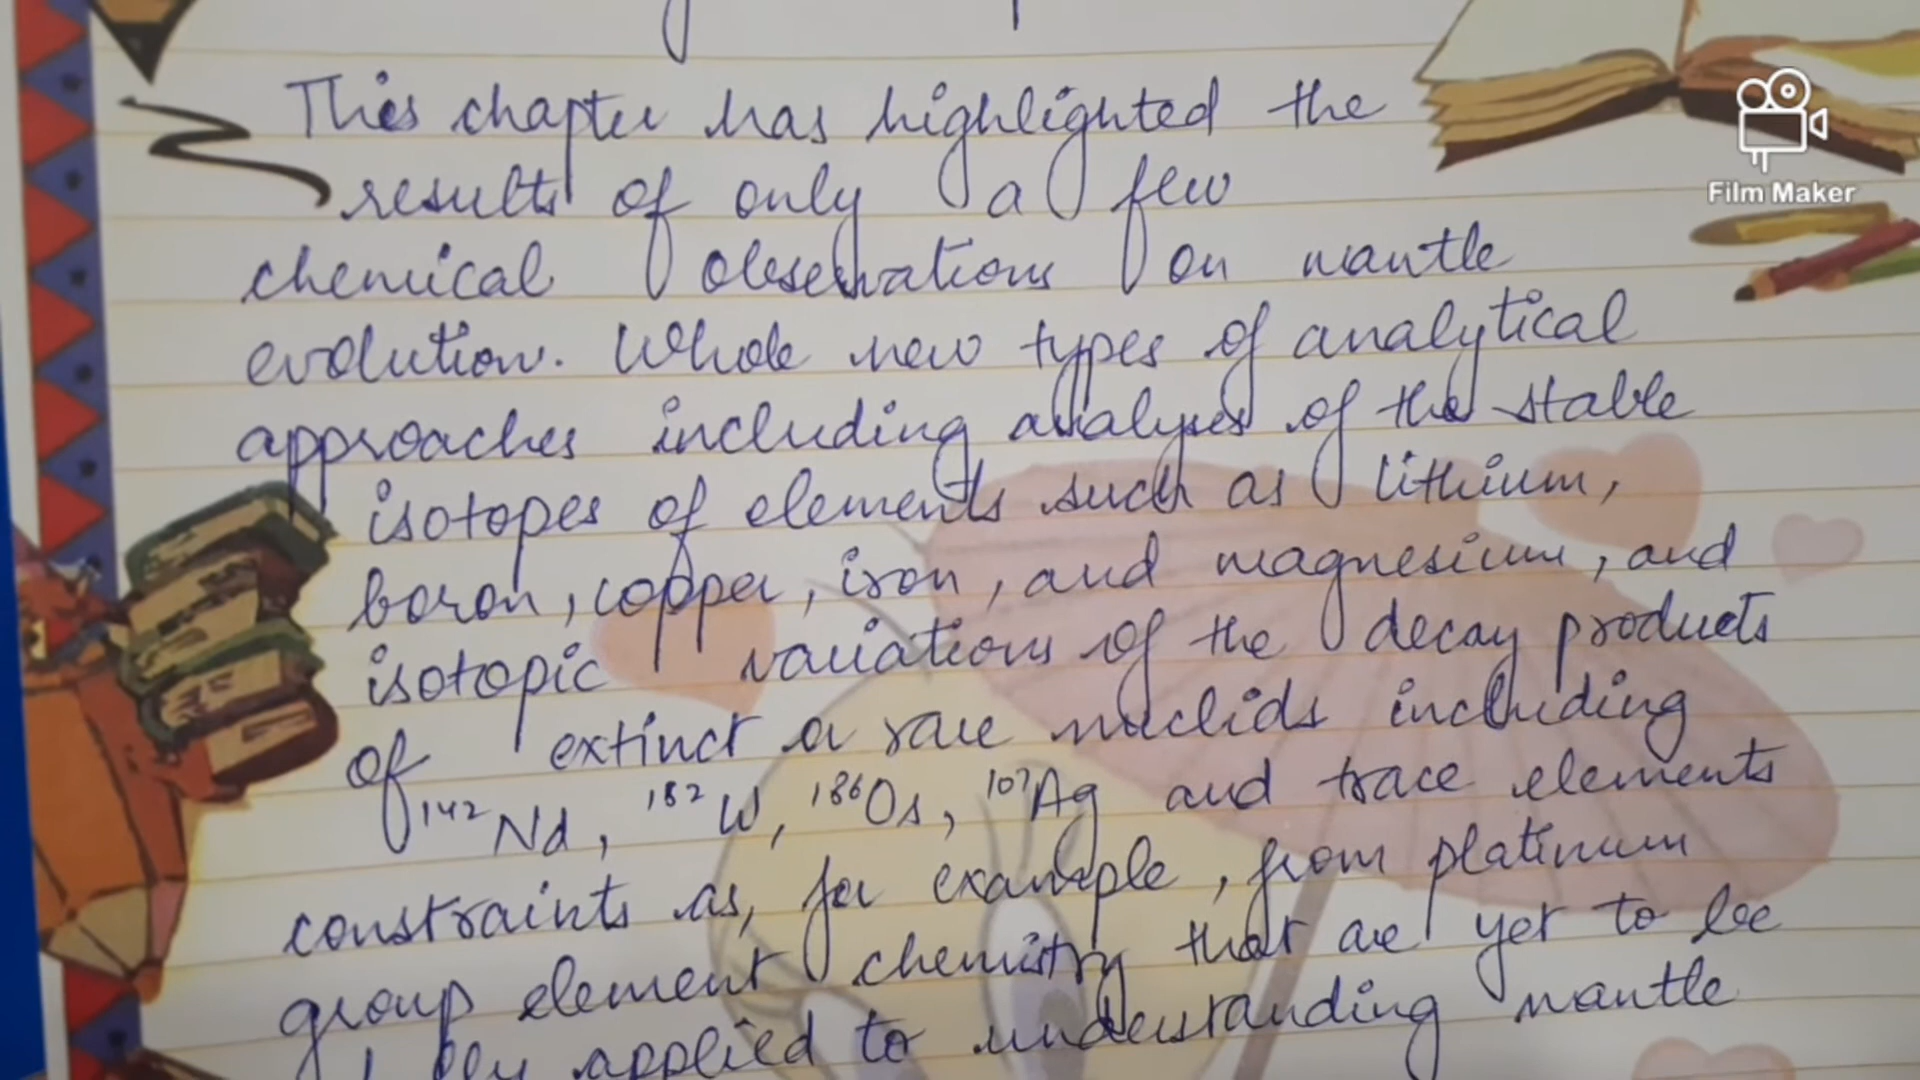 This chapter has highlighted the
results of only a few
chemical observations on mantle
evolution. Whole new types of analytical
approaches including analyses of the stable
isotopes of elements such as lithium,
boron, copper, iron, and magnesium, and
isotopic variations of the decay products
of extinct or rare nuclids including
¹⁴²Nd, ¹⁸²W, ¹⁸⁶Os, ¹⁰⁷Ag and trace elements
constraints as, for example, from platinum
group element chemistry that are yet to be
applied to understanding mantle
Film Maker